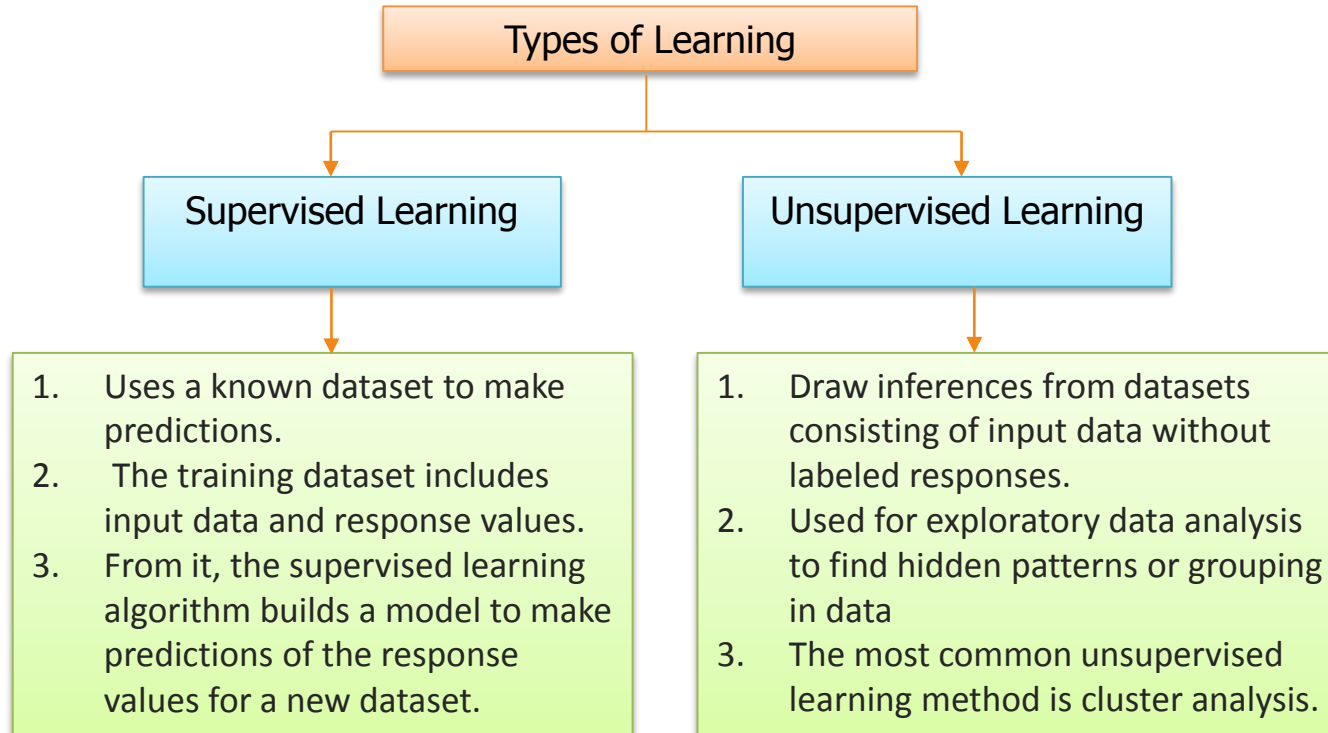 Types of Learning
Supervised Learning
Unsupervised Learning
1. Uses a known dataset to make
predictions.
2. The training dataset includes
input data and response values.
3. From it, the supervised learning
algorithm builds a model to make
predictions of the response
values for a new dataset.
1. Draw inferences from datasets
consisting of input data without
labeled responses.
2. Used for exploratory data analysis
to find hidden patterns or grouping
in data
3. The most common unsupervised
learning method is cluster analysis.